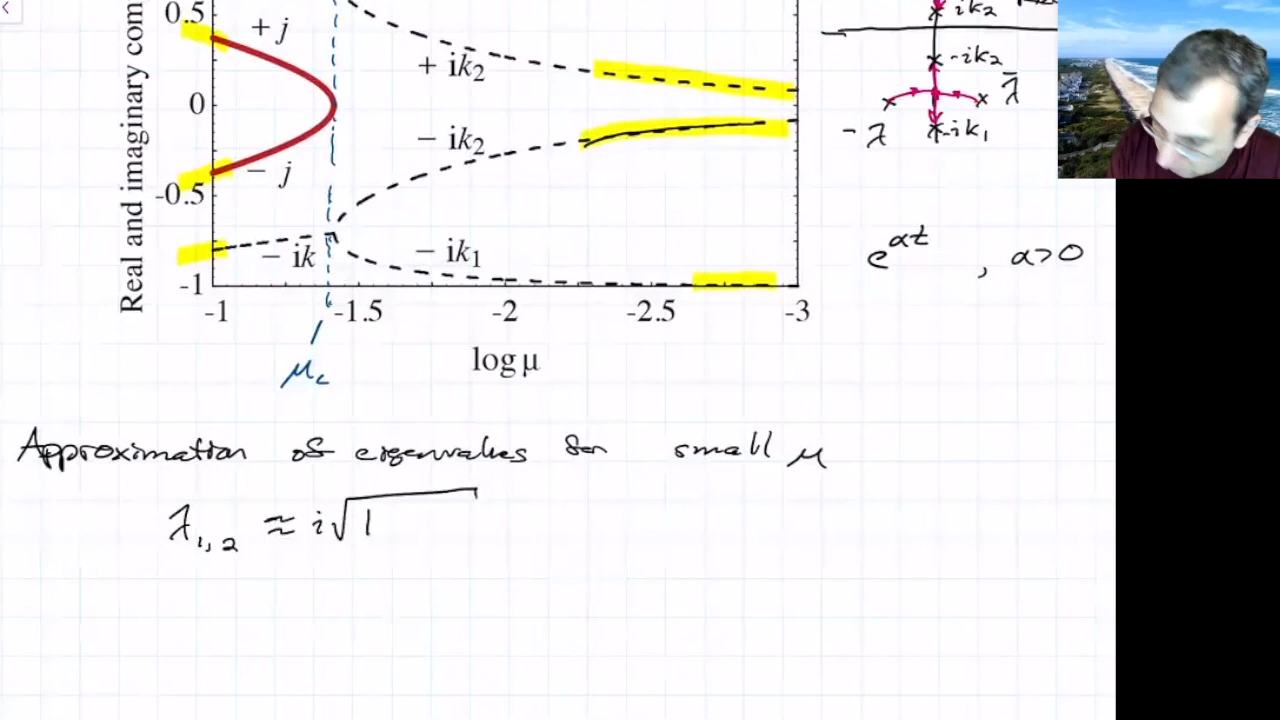 Real and imaginary com
0.5
+ j
+ ik₂
0
− ik₂
− j
-0.5
− ik
− ik₁
-1
-1 -1.5 -2 -2.5 -3
log μ
μc
ik₂
-ik₂
-λ
λ̄
-ik₁
e^{αt} , α>0
Approximation of eigenvalues for small μ
λ₁,₂ ≈ i√1